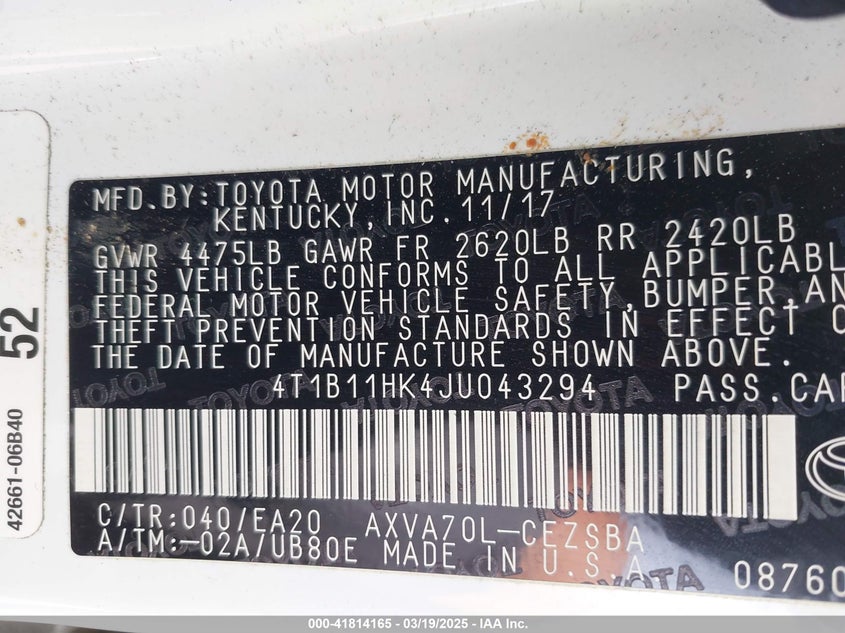 MFD.BY:TOYOTA MOTOR MANUFACTURING,
KENTUCKY,INC.11/17
GVWR 4475LB GAWR FR 2620LB RR 2420LB
THIS VEHICLE CONFORMS TO ALL APPLICABL
FEDERAL MOTOR VEHICLE SAFETY,BUMPER,AN
THEFT PREVENTION STANDARDS IN EFFECT O
THE DATE OF MANUFACTURE SHOWN ABOVE.
4T1B11HK4JU043294 PASS.CAR
C/TR:040/EA20 AXVA70L-CEZSBA
A/TM:-02A/UB80E MADE IN U.S.A.
08760
52
42661-06B40
TOYOTA
000-41814165 - 03/19/2025 - IAA Inc.